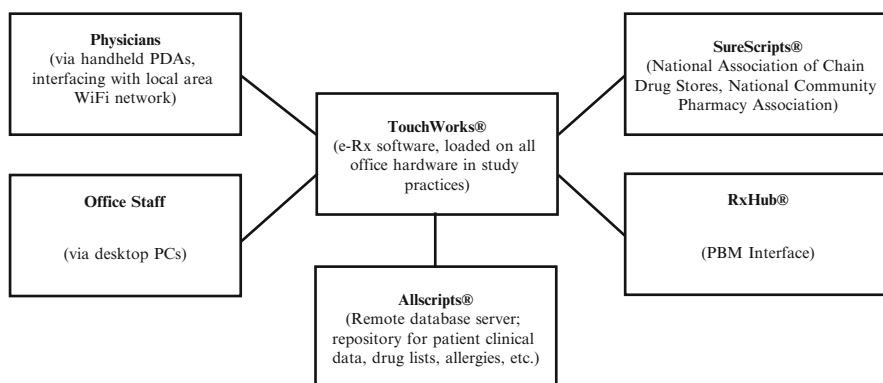 Physicians
(via handheld PDAs,
interfacing with local area
WiFi network)
SureScripts®
(National Association of Chain
Drug Stores, National Community
Pharmacy Association)
TouchWorks®
(e-Rx software, loaded on all
office hardware in study
practices)
Office Staff
(via desktop PCs)
RxHub®
(PBM Interface)
Allscripts®
(Remote database server;
repository for patient clinical
data, drug lists, allergies, etc.)